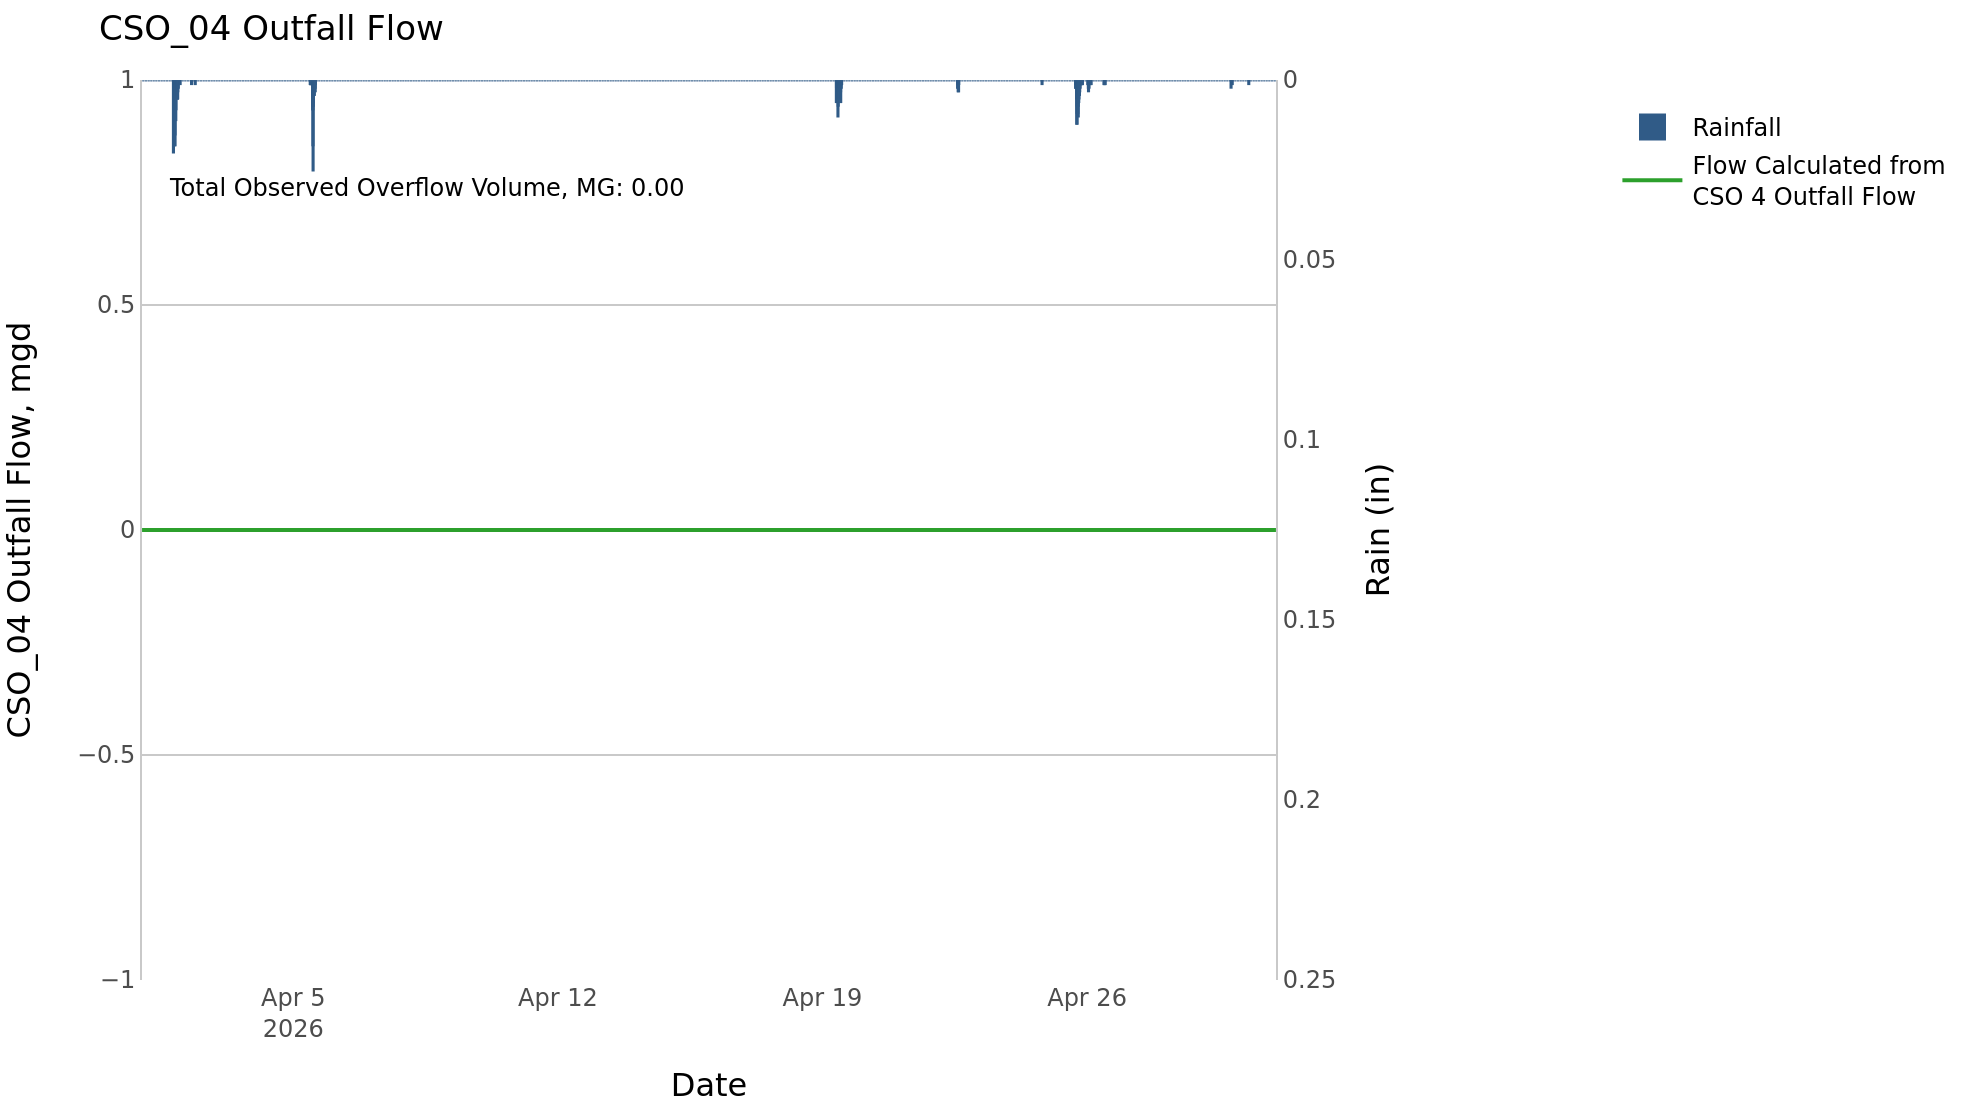 CSO_04 Outfall Flow
1
0.5
0
−0.5
−1
CSO_04 Outfall Flow, mgd
Total Observed Overflow Volume, MG: 0.00
0
0.05
0.1
0.15
0.2
0.25
Rain (in)
Apr 5
2026
Apr 12
Apr 19
Apr 26
Date
Rainfall
Flow Calculated from
CSO 4 Outfall Flow